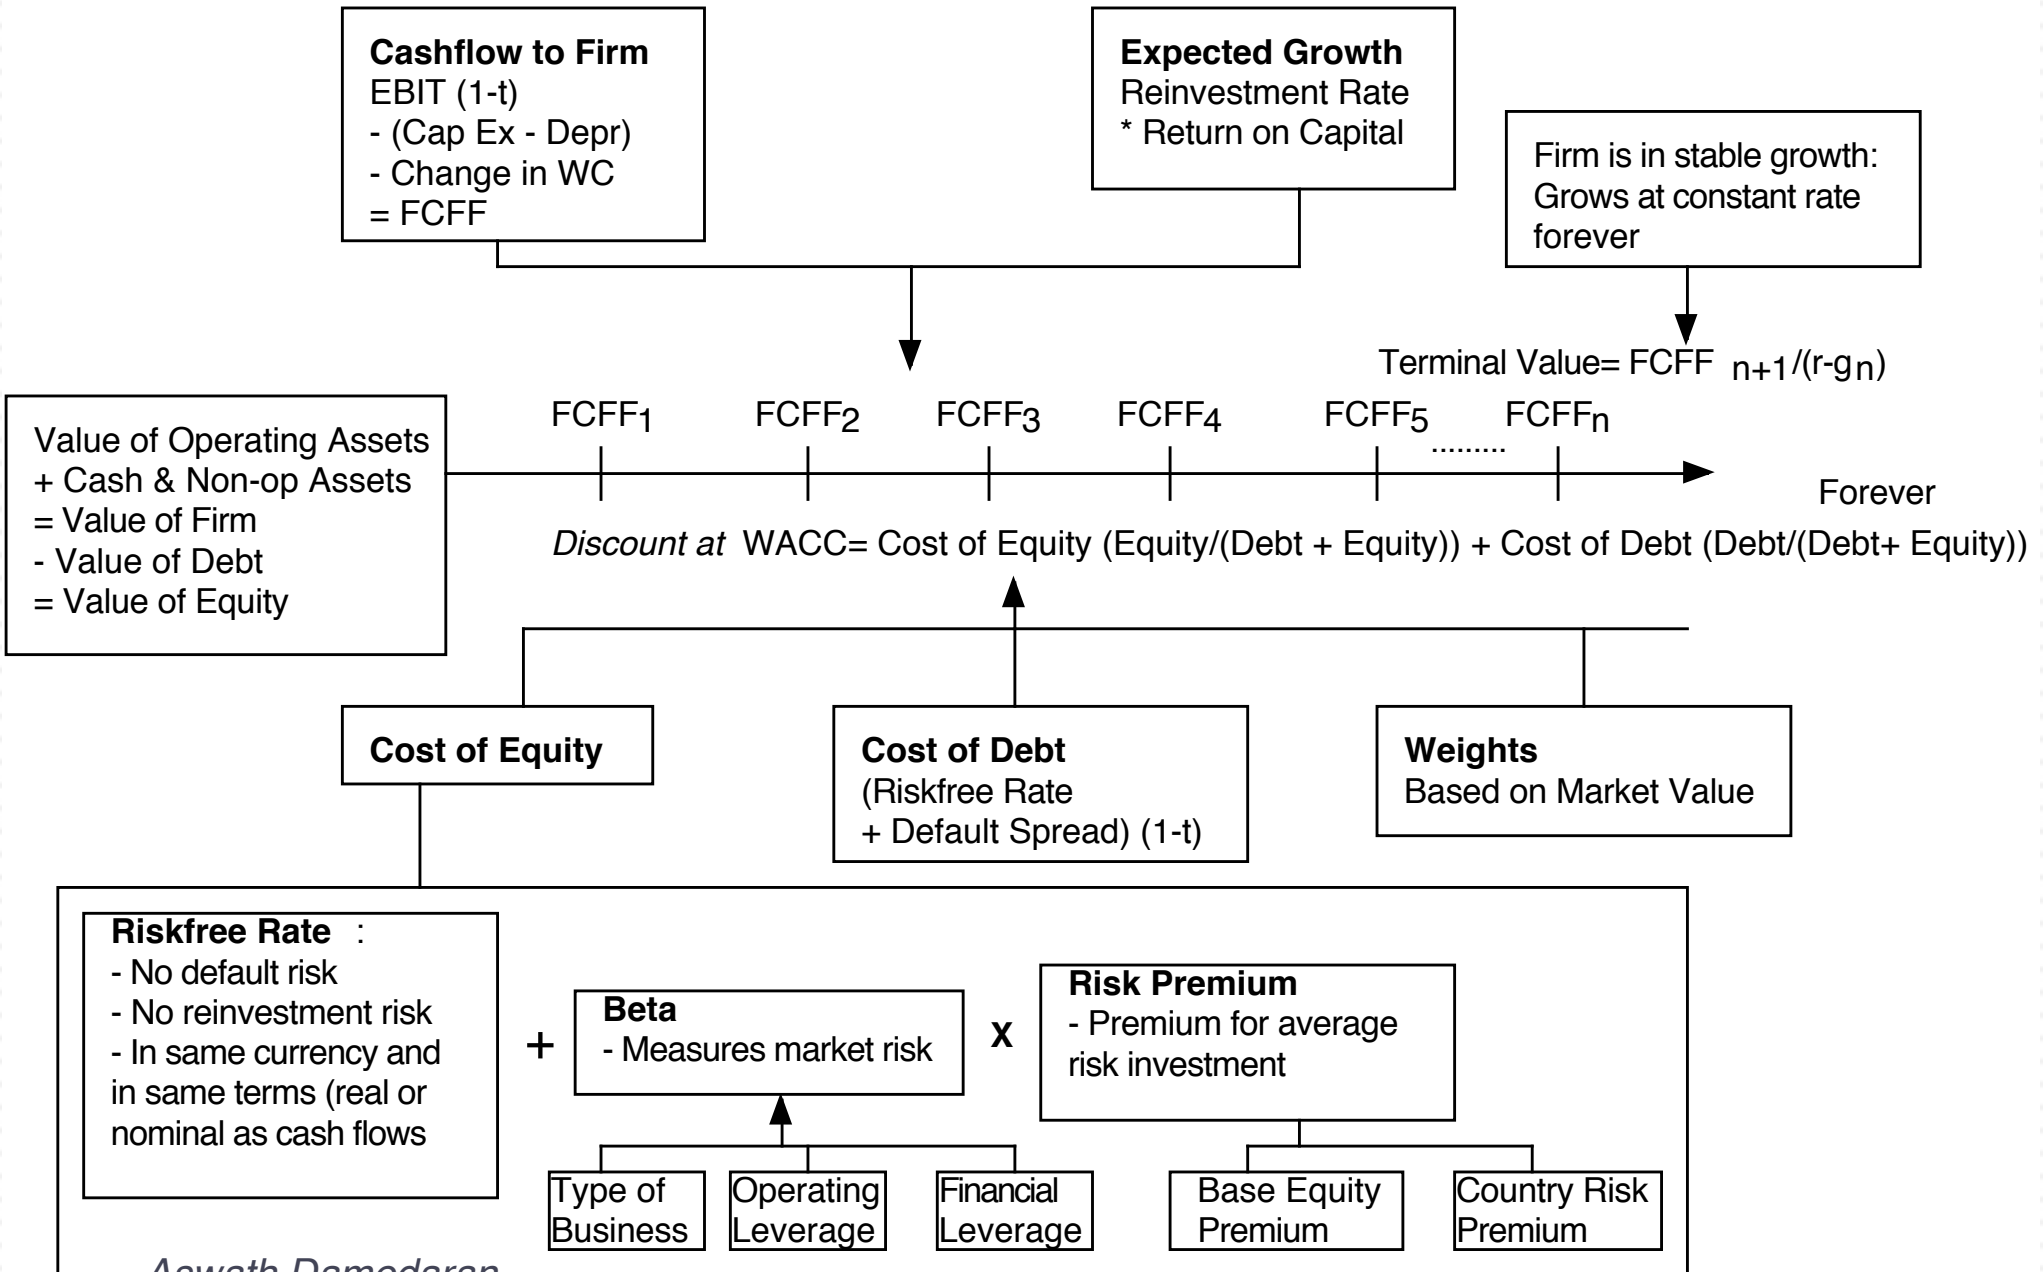 Cashflow to Firm
EBIT (1-t)
- (Cap Ex - Depr)
- Change in WC
= FCFF
Expected Growth
Reinvestment Rate
* Return on Capital
Firm is in stable growth:
Grows at constant rate
forever
Terminal Value= FCFF n+1/(r-gn)
FCFF1 FCFF2 FCFF3 FCFF4 FCFF5 ......... FCFFn
Forever
Value of Operating Assets
+ Cash & Non-op Assets
= Value of Firm
- Value of Debt
= Value of Equity
Discount at WACC= Cost of Equity (Equity/(Debt + Equity)) + Cost of Debt (Debt/(Debt+ Equity))
Cost of Equity
Cost of Debt
(Riskfree Rate
+ Default Spread) (1-t)
Weights
Based on Market Value
Riskfree Rate :
- No default risk
- No reinvestment risk
- In same currency and
in same terms (real or
nominal as cash flows
+
Beta
- Measures market risk
X
Risk Premium
- Premium for average
risk investment
Type of
Business
Operating
Leverage
Financial
Leverage
Base Equity
Premium
Country Risk
Premium
Aswath Damodaran